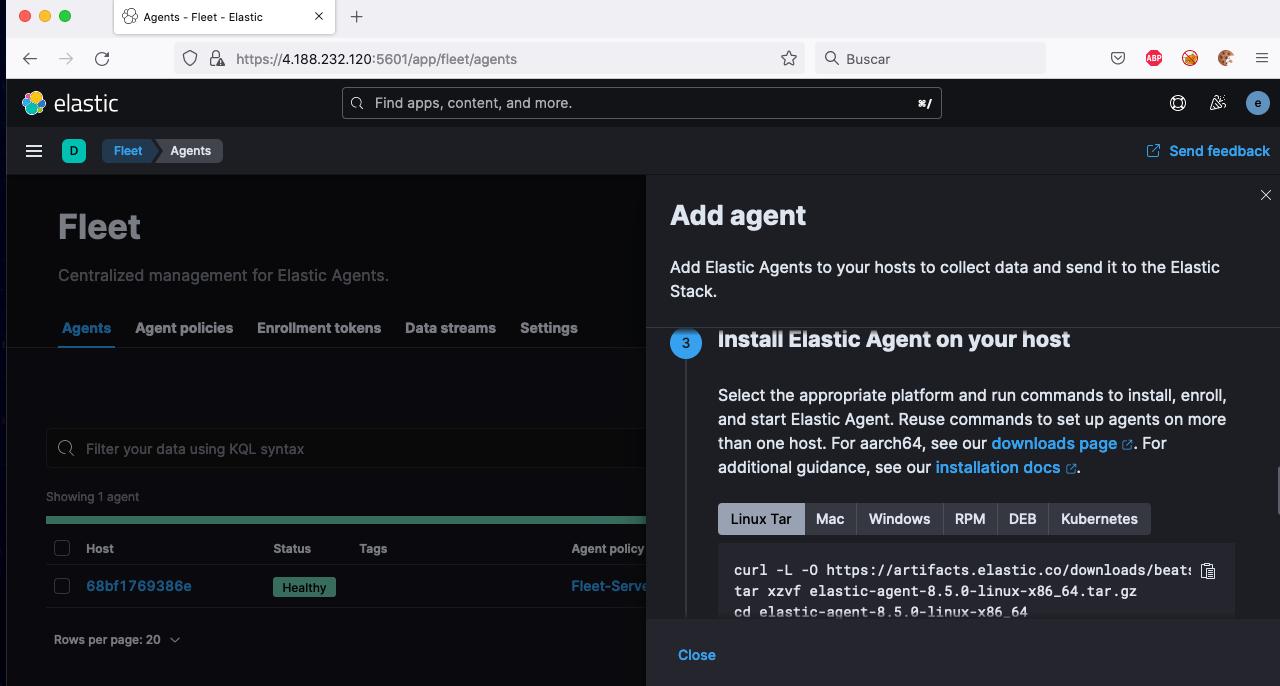 Agents - Fleet - Elastic
https://4.188.232.120:5601/app/fleet/agents
Buscar
ABP
elastic
Find apps, content, and more.
⌘/
e
D
Fleet
Agents
Send feedback
Fleet
Centralized management for Elastic Agents.
Agents
Agent policies
Enrollment tokens
Data streams
Settings
Filter your data using KQL syntax
Showing 1 agent
Host
Status
Tags
Agent policy
68bf1769386e
Healthy
Fleet-Serve
Rows per page: 20
Add agent
Add Elastic Agents to your hosts to collect data and send it to the Elastic
Stack.
3
Install Elastic Agent on your host
Select the appropriate platform and run commands to install, enroll,
and start Elastic Agent. Reuse commands to set up agents on more
than one host. For aarch64, see our downloads page. For
additional guidance, see our installation docs.
Linux Tar
Mac
Windows
RPM
DEB
Kubernetes
curl -L -O https://artifacts.elastic.co/downloads/beats
tar xzvf elastic-agent-8.5.0-linux-x86_64.tar.gz
cd elastic-agent-8.5.0-linux-x86_64
Close